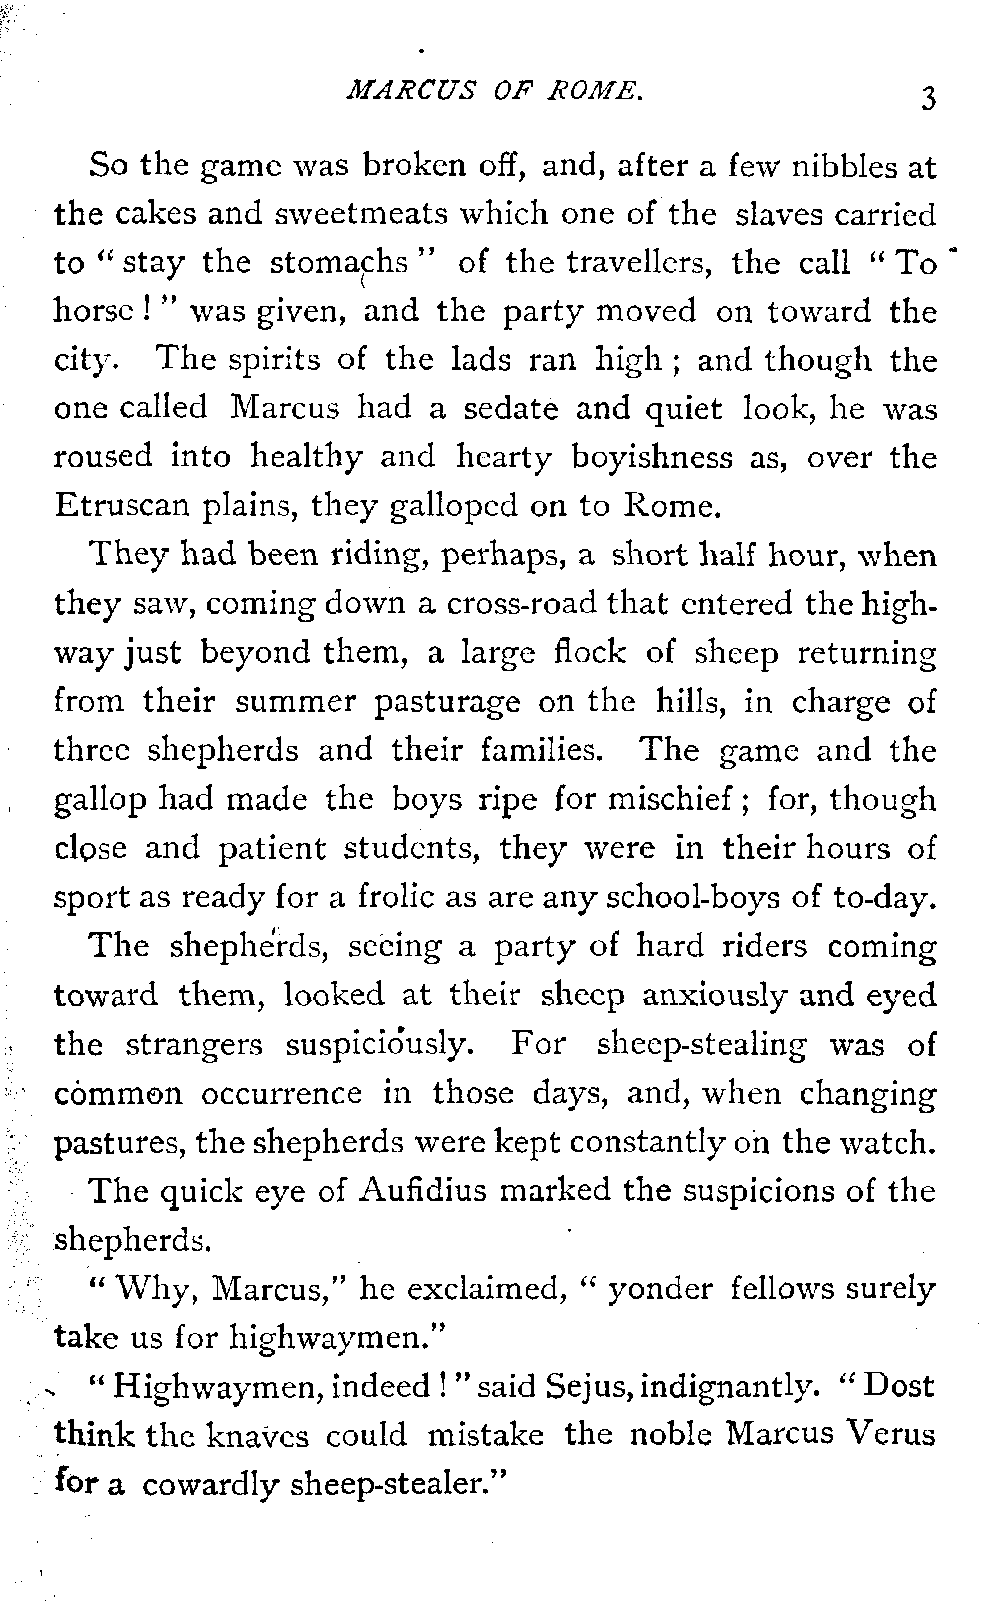 MARCUS OF ROME. 3
So the game was broken off, and, after a few nibbles at
the cakes and sweetmeats which one of the slaves carried
to “stay the stomachs” of the travellers, the call “To
horse!” was given, and the party moved on toward the
city. The spirits of the lads ran high; and though the
one called Marcus had a sedate and quiet look, he was
roused into healthy and hearty boyishness as, over the
Etruscan plains, they galloped on to Rome.
They had been riding, perhaps, a short half hour, when
they saw, coming down a cross-road that entered the high-
way just beyond them, a large flock of sheep returning
from their summer pasturage on the hills, in charge of
three shepherds and their families. The game and the
gallop had made the boys ripe for mischief; for, though
close and patient students, they were in their hours of
sport as ready for a frolic as are any school-boys of to-day.
The shepherds, seeing a party of hard riders coming
toward them, looked at their sheep anxiously and eyed
the strangers suspiciously. For sheep-stealing was of
common occurrence in those days, and, when changing
pastures, the shepherds were kept constantly on the watch.
The quick eye of Aufidius marked the suspicions of the
shepherds.
“Why, Marcus,” he exclaimed, “yonder fellows surely
take us for highwaymen.”
“Highwaymen, indeed!” said Sejus, indignantly. “Dost
think the knaves could mistake the noble Marcus Verus
for a cowardly sheep-stealer.”